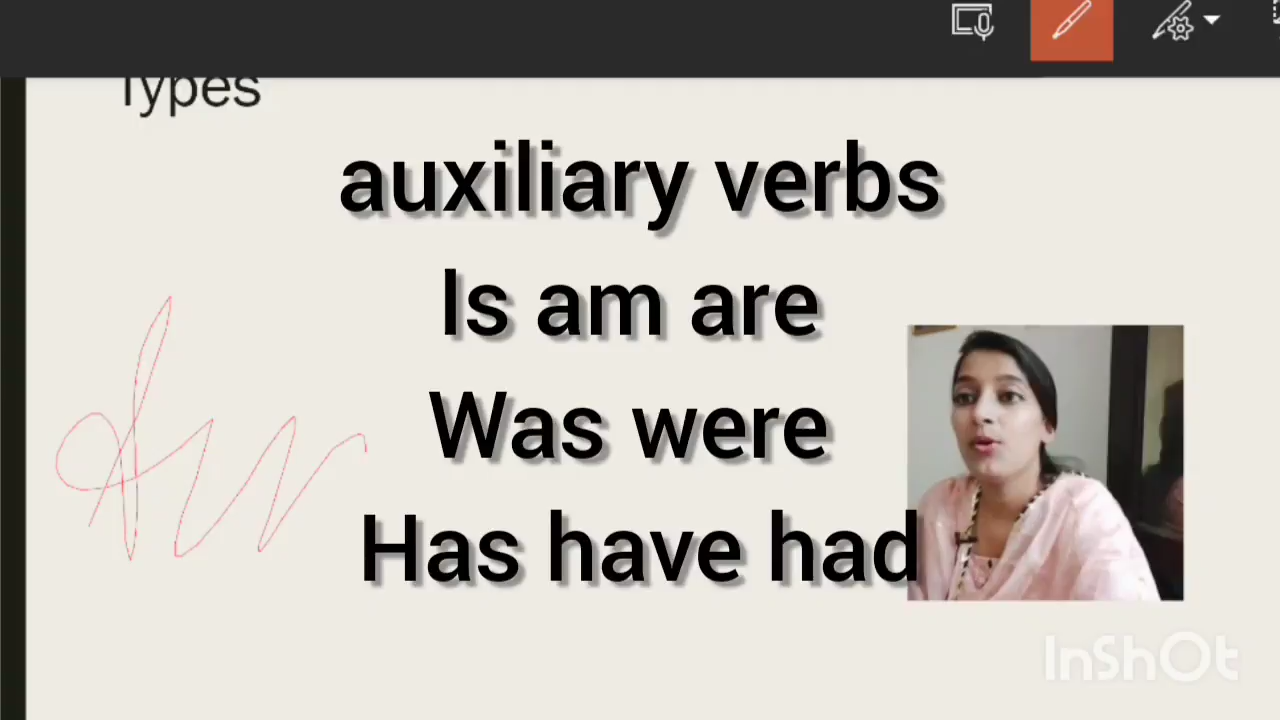 Types
auxiliary verbs
Is am are
Was were
Has have had
InShOt